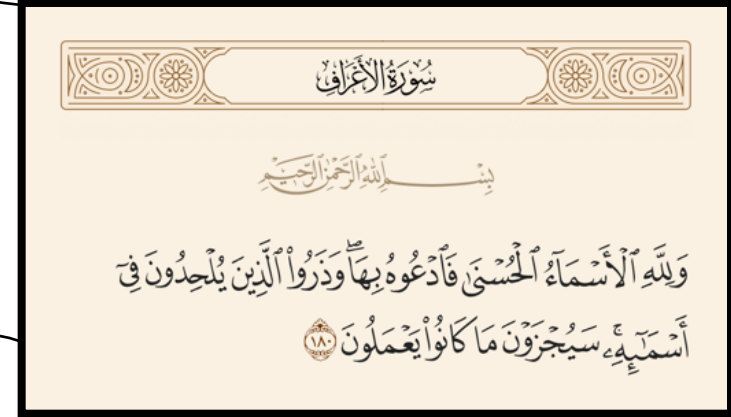 سُورَةُ الأَعۡرَافِ
بِسۡمِ ٱللَّهِ ٱلرَّحۡمَٰنِ ٱلرَّحِيمِ
وَلِلَّهِ ٱلۡأَسۡمَآءُ ٱلۡحُسۡنَىٰ فَٱدۡعُوهُ بِهَاۖ وَذَرُواْ ٱلَّذِينَ يُلۡحِدُونَ فِيٓ
أَسۡمَٰٓئِهِۦۚ سَيُجۡزَوۡنَ مَا كَانُواْ يَعۡمَلُونَ ١٨٠